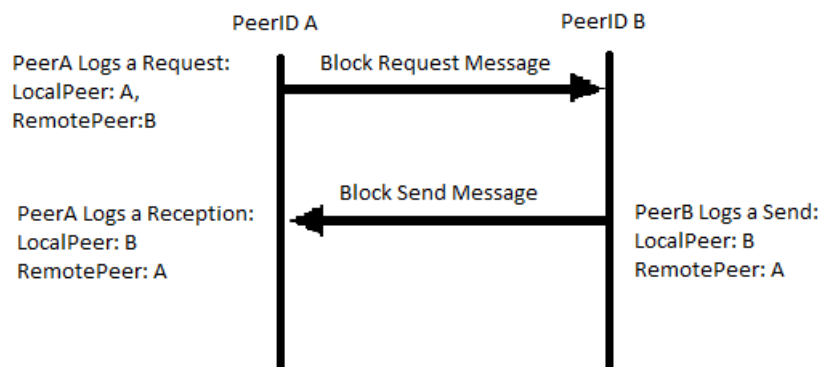 PeerID A
PeerID B
PeerA Logs a Request:
LocalPeer: A,
RemotePeer:B
Block Request Message
Block Send Message
PeerA Logs a Reception:
LocalPeer: B
RemotePeer: A
PeerB Logs a Send:
LocalPeer: B
RemotePeer: A